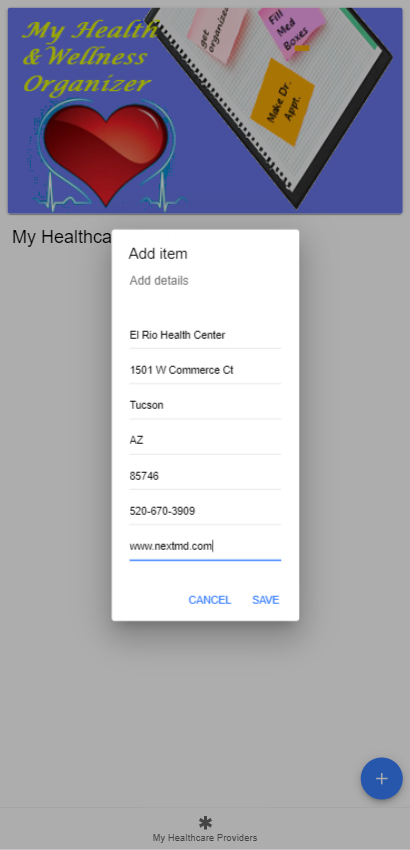 My Health
& Wellness
Organizer
get
organized
Fill
Med
Boxes
Make Dr.
Appt.
My Healthca
Add item
Add details
El Rio Health Center
1501 W Commerce Ct
Tucson
AZ
85746
520-670-3909
www.nextmd.com
CANCEL SAVE
+
My Healthcare Providers